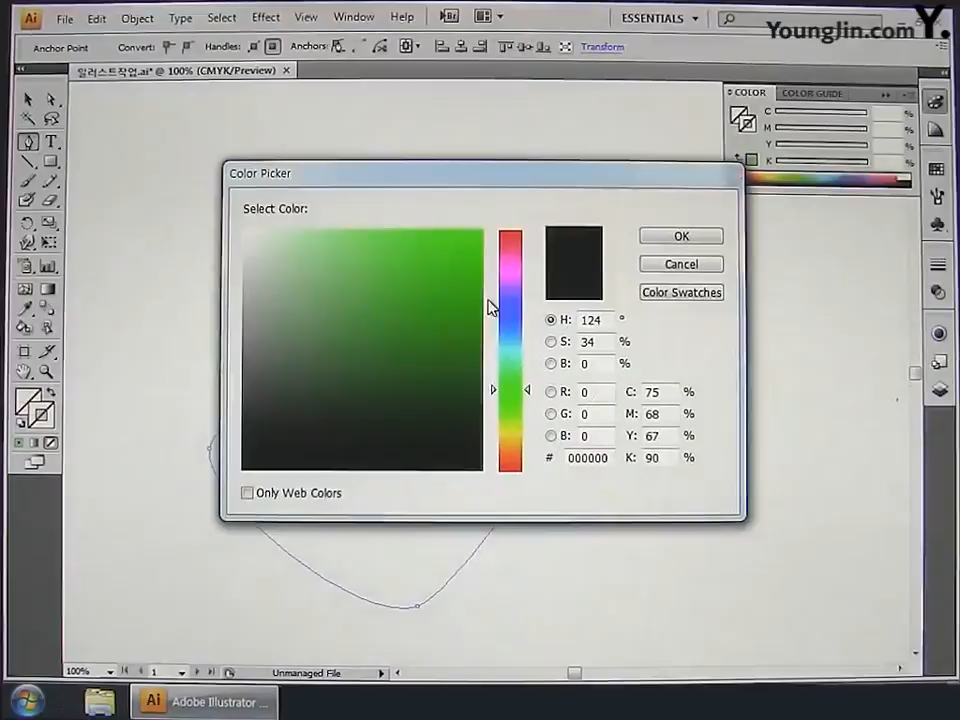 Ai File Edit Object Type Select Effect View Window Help Br ESSENTIALS
Youngjin.com Y.
Anchor Point Convert: Handles: Anchors: Transform
일러스트작업.ai* @ 100% (CMYK/Preview) ×
COLOR COLOR GUIDE
C %
M %
Y %
K %
Color Picker
Select Color:
OK
Cancel
Color Swatches
H: 124 °
S: 34 %
B: 0 %
R: 0 C: 75 %
G: 0 M: 68 %
B: 0 Y: 67 %
# 000000 K: 90 %
Only Web Colors
100% 1 Unmanaged File
Ai Adobe Illustrator ...